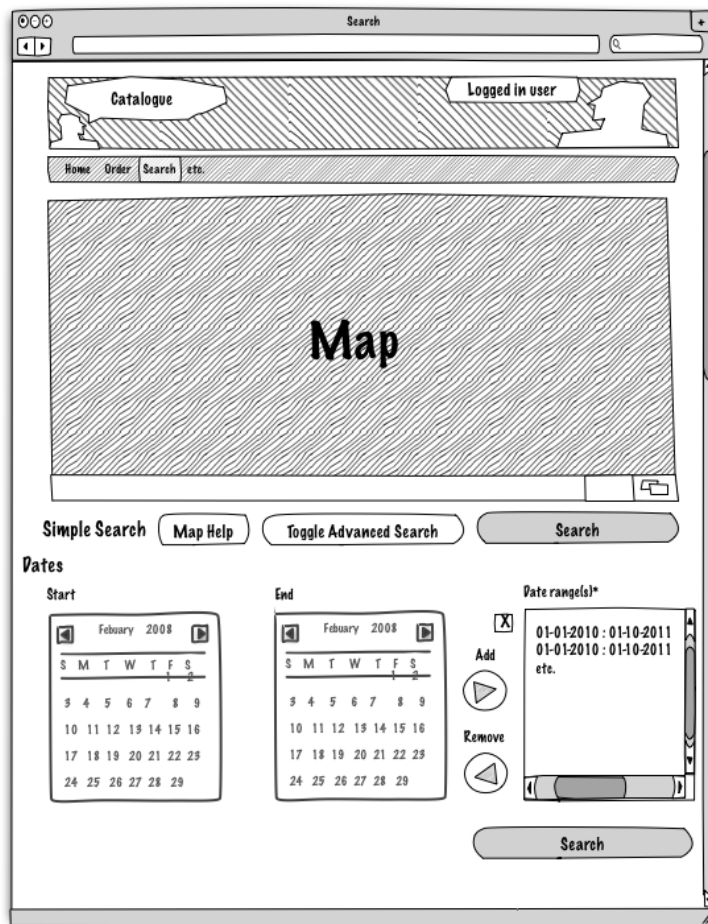 Search
Catalogue
Logged in user
Home Order Search etc.
Map
Simple Search Map Help Toggle Advanced Search Search
Dates
Start
Febuary 2008
S M T W T F S
1 2
3 4 5 6 7 8 9
10 11 12 13 14 15 16
17 18 19 20 21 22 23
24 25 26 27 28 29
End
Febuary 2008
S M T W T F S
1 2
3 4 5 6 7 8 9
10 11 12 13 14 15 16
17 18 19 20 21 22 23
24 25 26 27 28 29
X
Add
Remove
Date range(s)*
01-01-2010 : 01-10-2011
01-01-2010 : 01-10-2011
etc.
Search